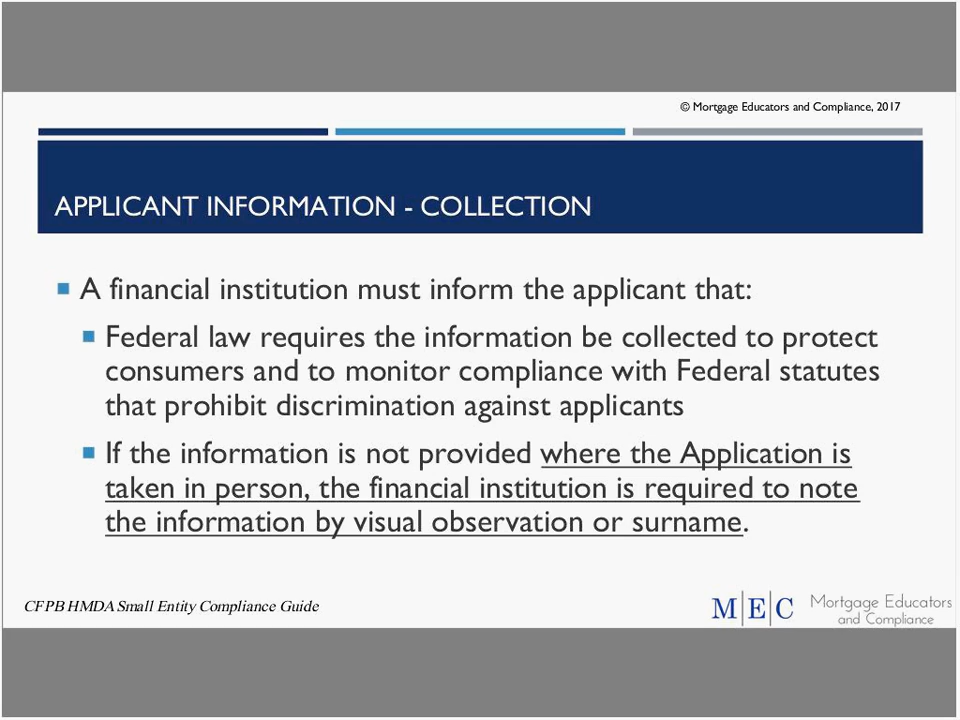 © Mortgage Educators and Compliance, 2017
APPLICANT INFORMATION - COLLECTION
A financial institution must inform the applicant that:
Federal law requires the information be collected to protect
consumers and to monitor compliance with Federal statutes
that prohibit discrimination against applicants
If the information is not provided where the Application is
taken in person, the financial institution is required to note
the information by visual observation or surname.
CFPB HMDA Small Entity Compliance Guide
M|E|C Mortgage Educators
and Compliance